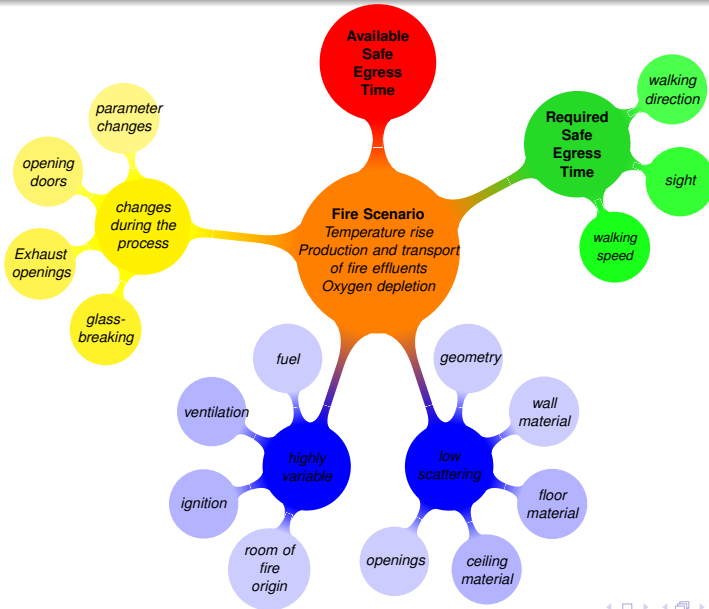 Available
Safe
Egress
Time
Required
Safe
Egress
Time
walking
direction
sight
walking
speed
parameter
changes
opening
doors
Exhaust
openings
glass-
breaking
changes
during the
process
Fire Scenario
Temperature rise
Production and transport
of fire effluents
Oxygen depletion
fuel
ventilation
ignition
room of
fire
origin
highly
variable
geometry
wall
material
floor
material
ceiling
material
openings
low
scattering